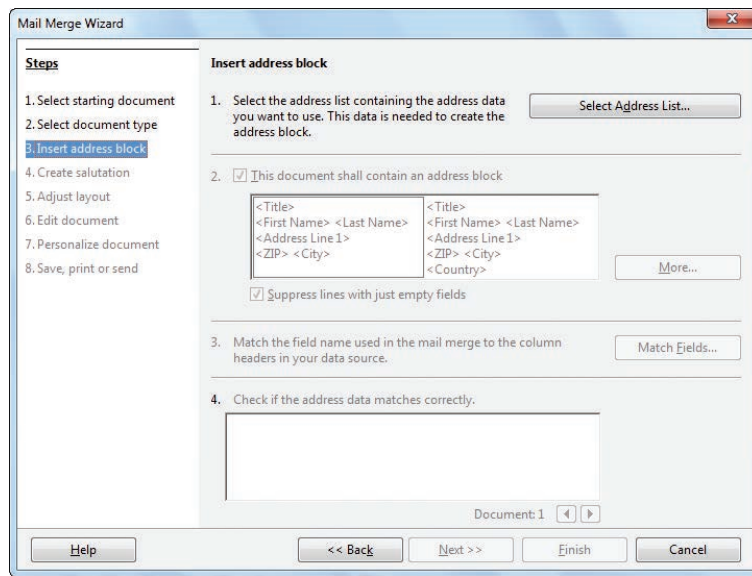 Mail Merge Wizard
Steps
1. Select starting document
2. Select document type
3. Insert address block
4. Create salutation
5. Adjust layout
6. Edit document
7. Personalize document
8. Save, print or send
Insert address block
1. Select the address list containing the address data
you want to use. This data is needed to create the
address block.
Select Address List...
2. This document shall contain an address block
<Title>
<First Name> <Last Name>
<Address Line 1>
<ZIP> <City>
<Title>
<First Name> <Last Name>
<Address Line 1>
<ZIP> <City>
<Country>
More...
Suppress lines with just empty fields
3. Match the field name used in the mail merge to the column
headers in your data source.
Match Fields...
4. Check if the address data matches correctly.
Document: 1
Help
<< Back
Next >>
Finish
Cancel